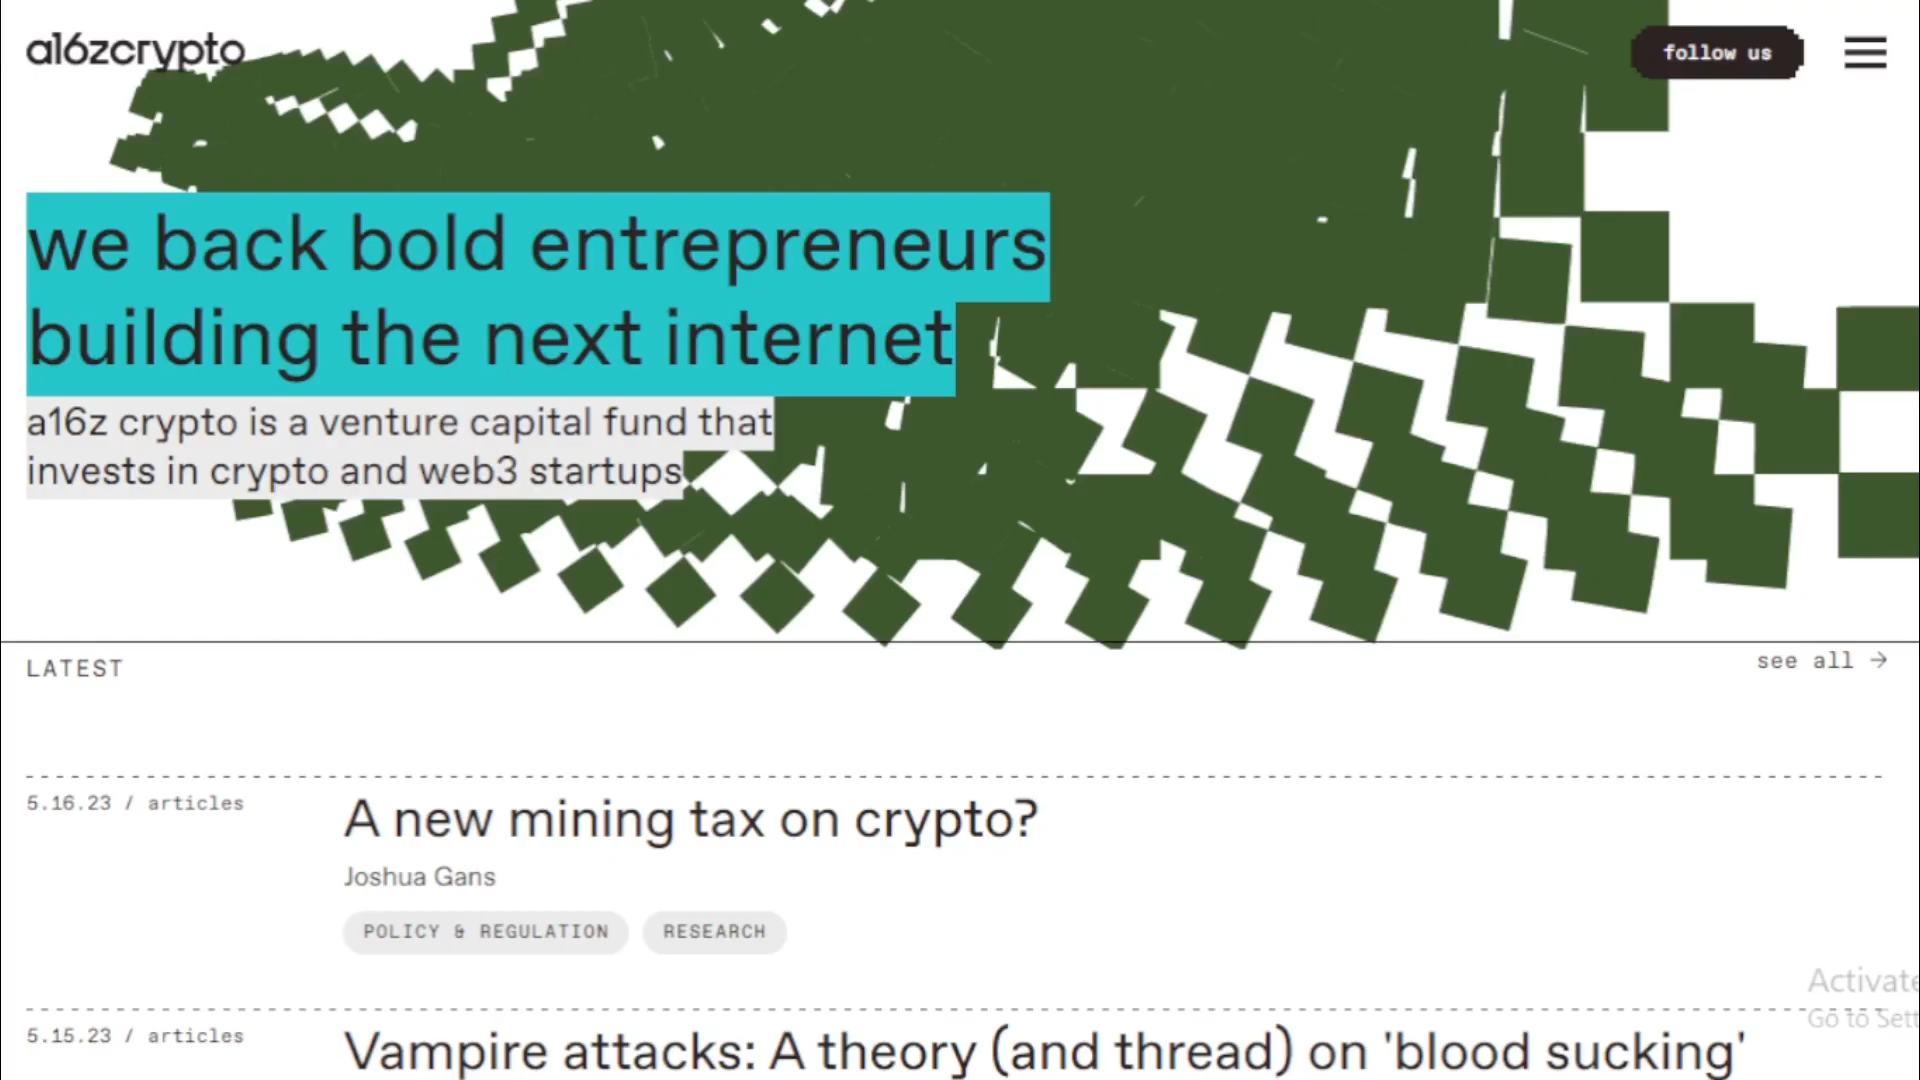 a16zcrypto
follow us
we back bold entrepreneurs
building the next internet
a16z crypto is a venture capital fund that
invests in crypto and web3 startups
LATEST
see all →
5.16.23 / articles
A new mining tax on crypto?
Joshua Gans
POLICY & REGULATION
RESEARCH
Activate
Go to Sett
5.15.23 / articles
Vampire attacks: A theory (and thread) on 'blood sucking'